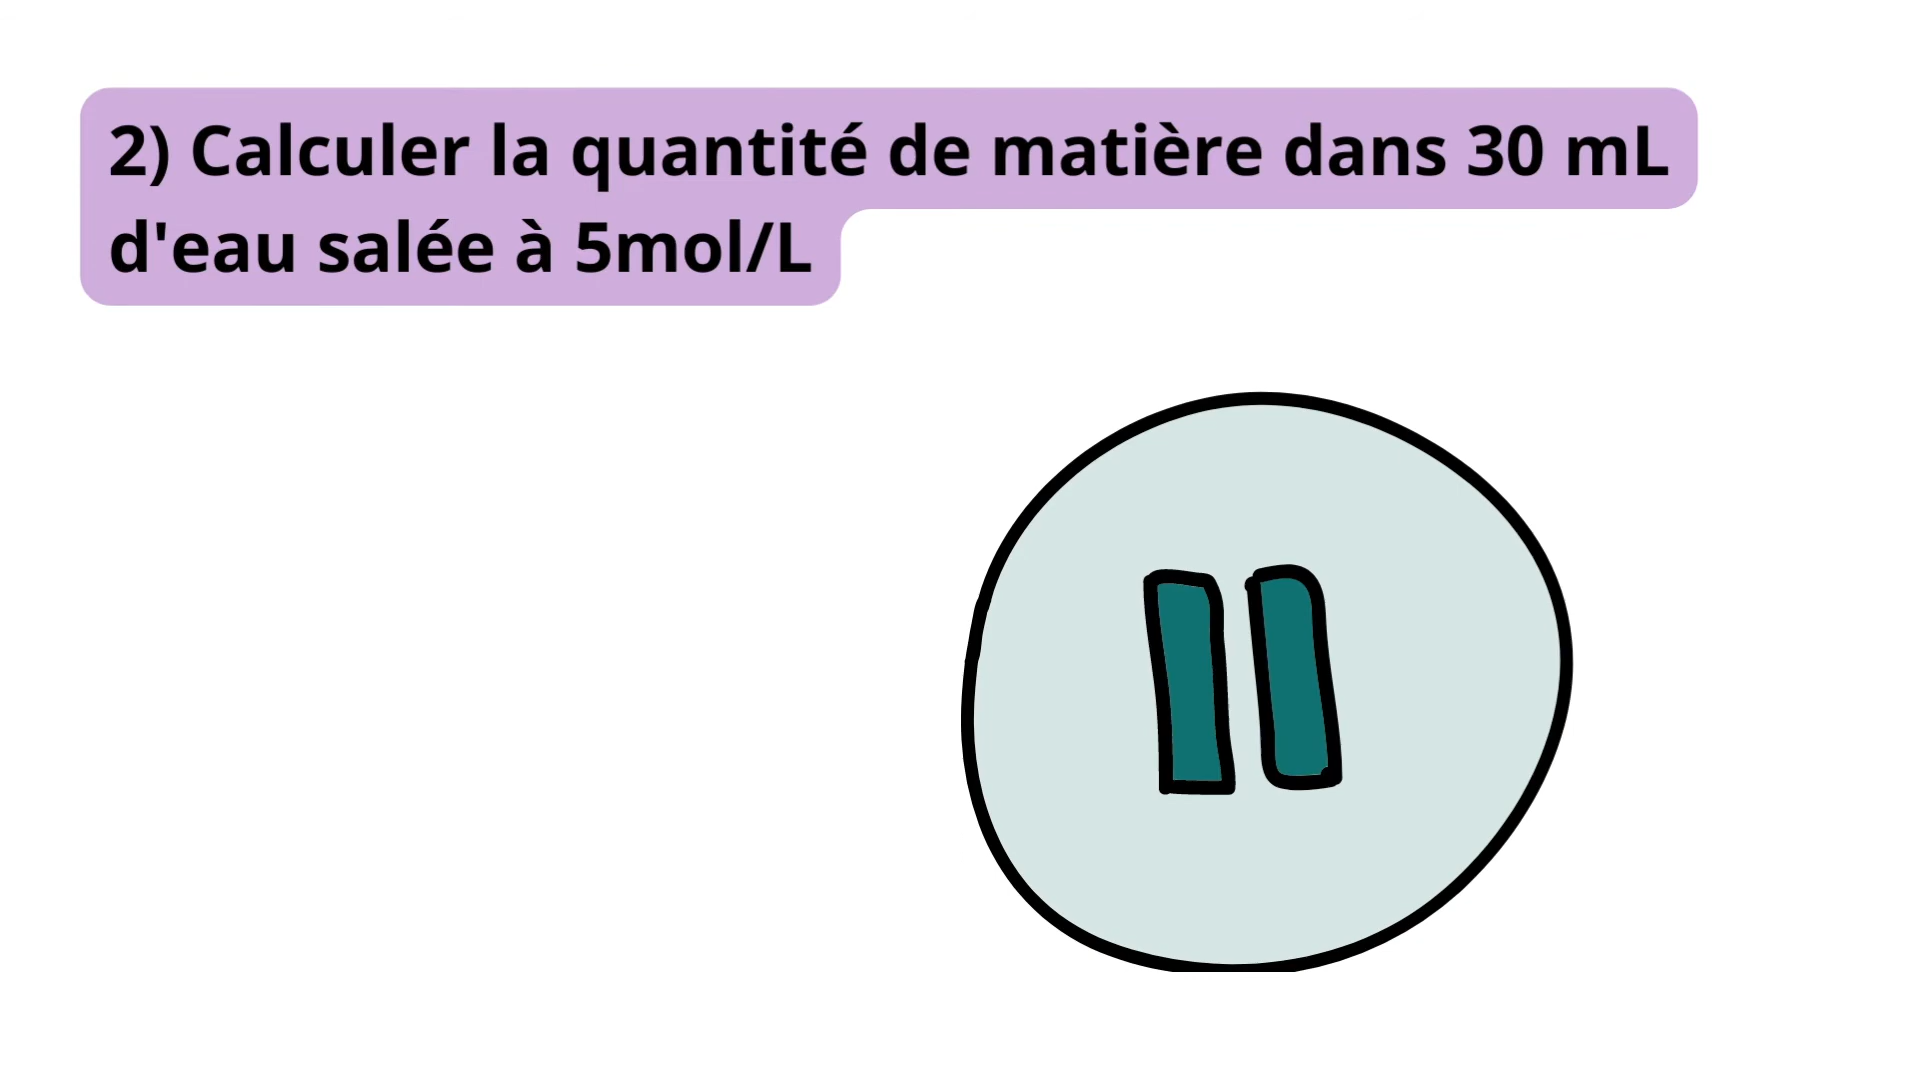 2) Calculer la quantité de matière dans 30 mL
d'eau salée à 5mol/L